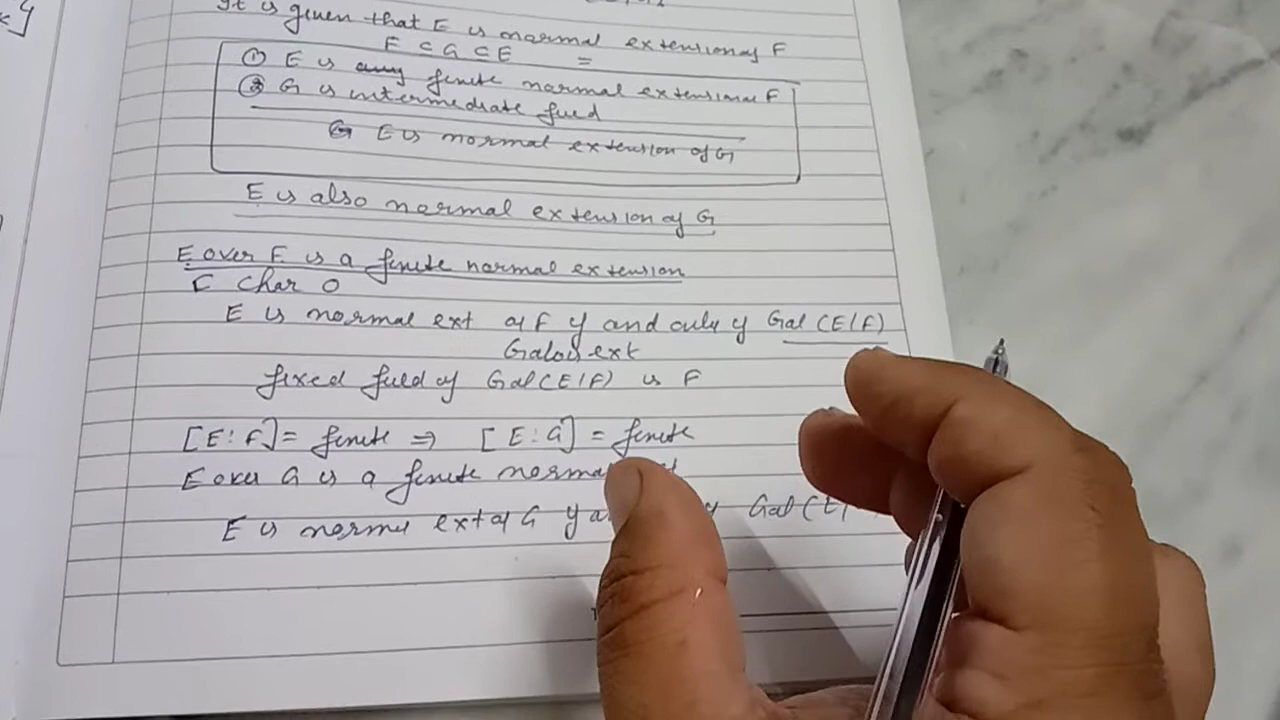 It is given that E is normal extension of F
F ⊂ G ⊂ E =
① E is any finite normal extension of F
② G is intermediate field
G E is normal extension of G
E is also normal extension of G
E over F is a finite normal extension
F Char 0
E is normal ext of F if and only if Gal (E/F)
Galois ext
fixed field of Gal(E/F) is F
[E:F] = finite ⇒ [E:G] = finite
E over G is a finite normal
E is normal ext of G if Gal (E/